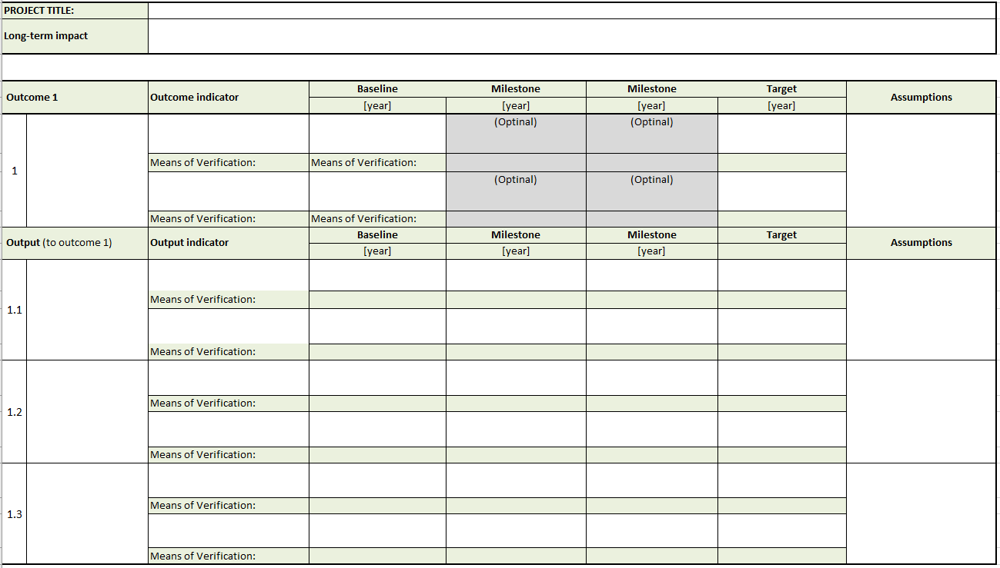 PROJECT TITLE:
Long-term impact
Outcome 1
Outcome indicator
Baseline
Milestone
Milestone
Target
Assumptions
[year]
[year]
[year]
[year]
1
(Optinal)
(Optinal)
Means of Verification:
Means of Verification:
(Optinal)
(Optinal)
Means of Verification:
Means of Verification:
Output (to outcome 1)
Output indicator
Baseline
Milestone
Milestone
Target
Assumptions
[year]
[year]
[year]
1.1
Means of Verification:
Means of Verification:
1.2
Means of Verification:
Means of Verification:
1.3
Means of Verification:
Means of Verification: